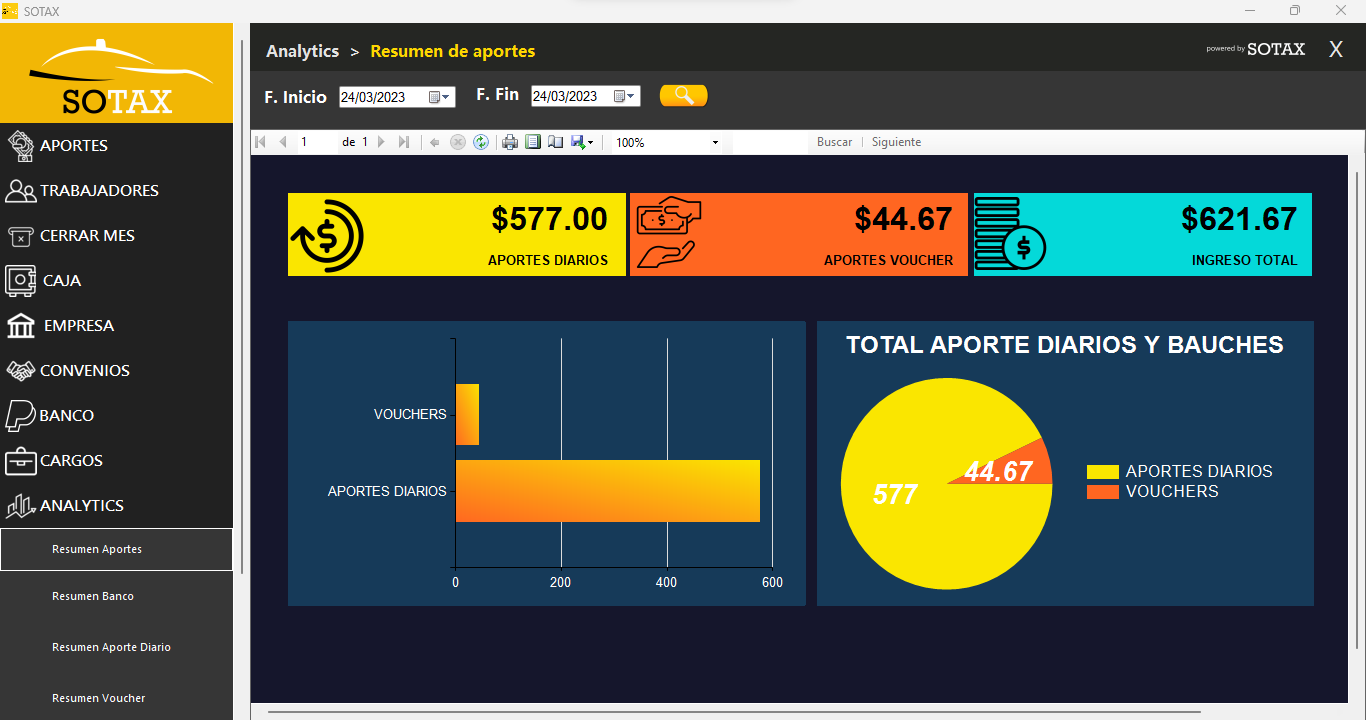 SOTAX
SOTAX
APORTES
TRABAJADORES
CERRAR MES
CAJA
EMPRESA
CONVENIOS
BANCO
CARGOS
ANALYTICS
Resumen Aportes
Resumen Banco
Resumen Aporte Diario
Resumen Voucher
Analytics > Resumen de aportes
powered by SOTAX X
F. Inicio 24/03/2023 F. Fin 24/03/2023
1 de 1 100% Buscar Siguiente
$577.00
APORTES DIARIOS
$44.67
APORTES VOUCHER
$621.67
INGRESO TOTAL
VOUCHERS
APORTES DIARIOS
0 200 400 600
TOTAL APORTE DIARIOS Y BAUCHES
44.67
577
APORTES DIARIOS
VOUCHERS